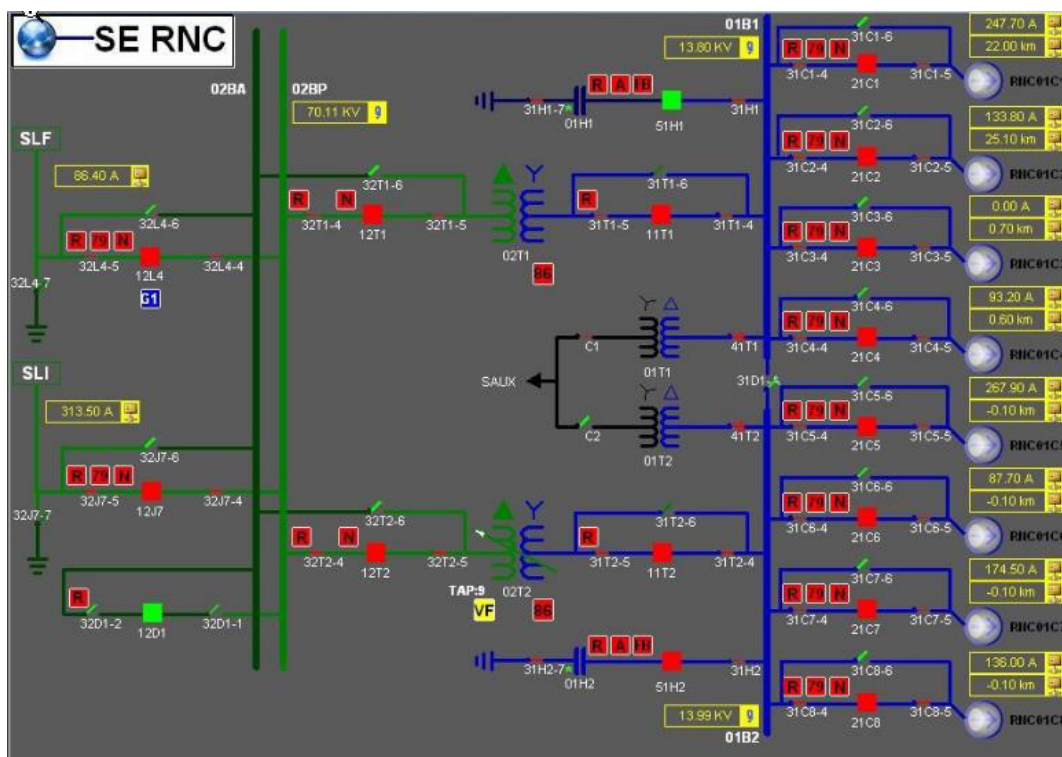 SE RNC
02BA
02BP
70.11 KV 9
01B1
13.80 KV 9
SLF
86.40 A
32L4-6
R 79 N
32L4-5
12L4
32L4-4
G1
32L4-7
SLI
313.50 A
32J7-6
R 79 N
32J7-5
12J7
32J7-4
32J7-7
R
32D1-2
12D1
32D1-1
32T1-6
R N
32T1-4
12T1
32T1-5
02T1
86
31T1-6
R
31T1-5
11T1
31T1-4
R A FB
31H1-7
01H1
51H1
31H1
C1
01T1
41T1
SAUX
C2
01T2
41T2
32T2-6
R N
32T2-4
12T2
32T2-5
TAP:9
VF
02T2
86
31T2-6
R
31T2-5
11T2
31T2-4
R A FB
31H2-7
01H2
51H2
31H2
13.99 KV 9
01B2
31C1-6
R 79 N
31C1-4
21C1
31C1-5
247.70 A
22.00 km
31C2-6
R 79 N
31C2-4
21C2
31C2-5
133.80 A
25.10 km
RNC01C2
31C3-6
R 79 N
31C3-4
21C3
31C3-5
0.00 A
0.70 km
31C4-6
R 79 N
31C4-4
21C4
31C4-5
93.20 A
0.60 km
31C5-6
R 79 N
31C5-4
21C5
31C5-5
267.90 A
-0.10 km
31C6-6
R 79 N
31C6-4
21C6
31C6-5
87.70 A
-0.10 km
31C7-6
R 79 N
31C7-4
21C7
31C7-5
174.50 A
-0.10 km
RNC01C7
31C8-6
R 79 N
31C8-4
21C8
31C8-5
136.00 A
-0.10 km
RNC01C8